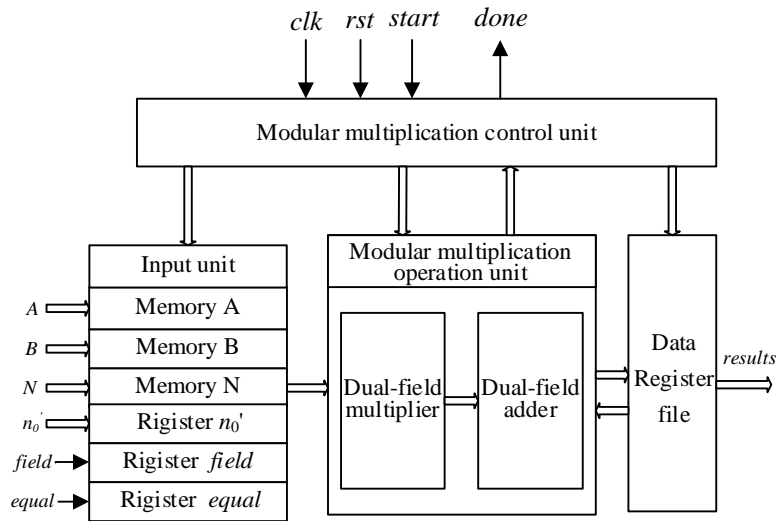 clk rst start done
Modular multiplication control unit
Input unit
Memory A
Memory B
Memory N
Rigister n₀'
Rigister field
Rigister equal
A
B
N
n₀'
field
equal
Modular multiplication
operation unit
Dual-field
multiplier
Dual-field
adder
Data
Register
file
results